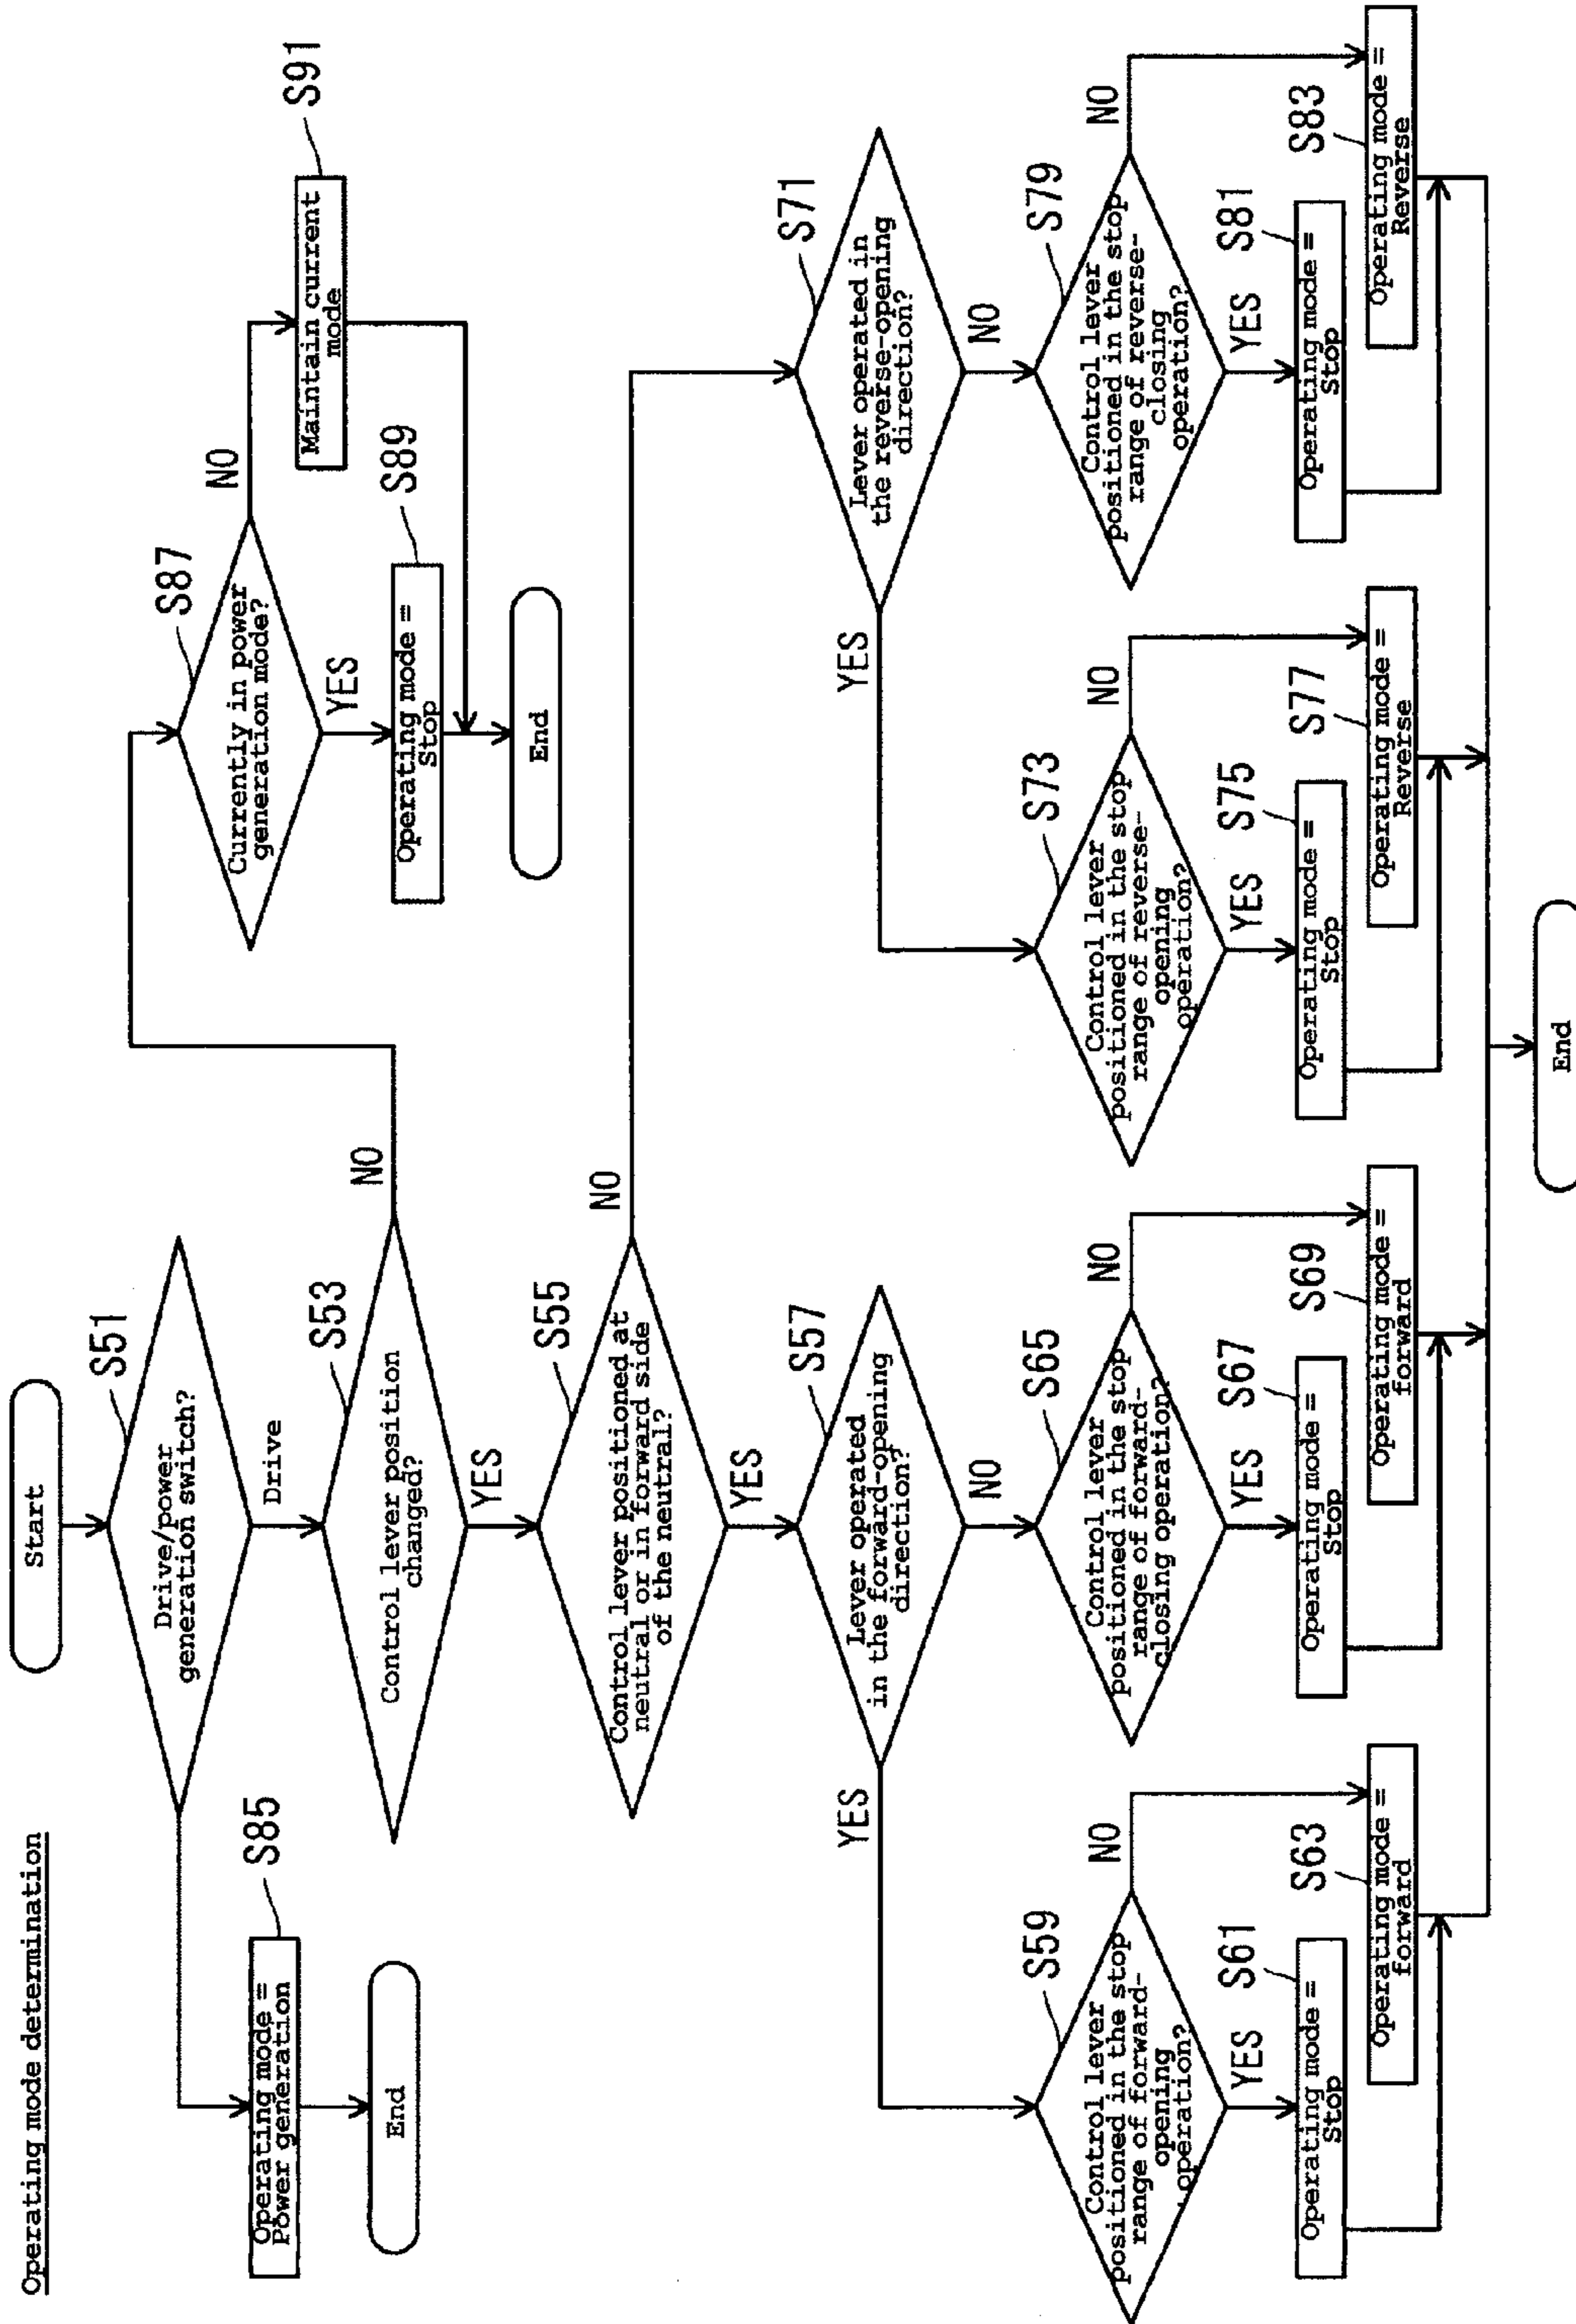 Operating mode determination
Start
S51
Drive/power
generation switch?
Drive
S85
Operating mode =
Power generation
End
S53
Control lever position
changed?
NO
YES
S87
Currently in power
generation mode?
NO
YES
S91
Maintain current
mode
S89
Operating mode =
Stop
End
S55
Control lever positioned at
neutral or in forward side
of the neutral?
NO
YES
S57
Lever operated
in the forward-opening
direction?
YES
NO
S71
Lever operated in
the reverse-opening
direction?
YES
NO
S59
Control lever
positioned in the stop
range of forward-
opening
operation?
NO
YES
S61
Operating mode =
Stop
S63
Operating mode =
forward
S65
Control lever
positioned in the stop
range of forward-
closing operation?
NO
YES
S67
Operating mode =
Stop
S69
Operating mode =
forward
S73
Control lever
positioned in the stop
range of reverse-
opening
operation?
NO
YES
S75
Operating mode =
Stop
S77
Operating mode =
Reverse
S79
Control lever
positioned in the stop
range of reverse-
closing
operation?
NO
YES
S81
Operating mode =
Stop
S83
Operating mode =
Reverse
End